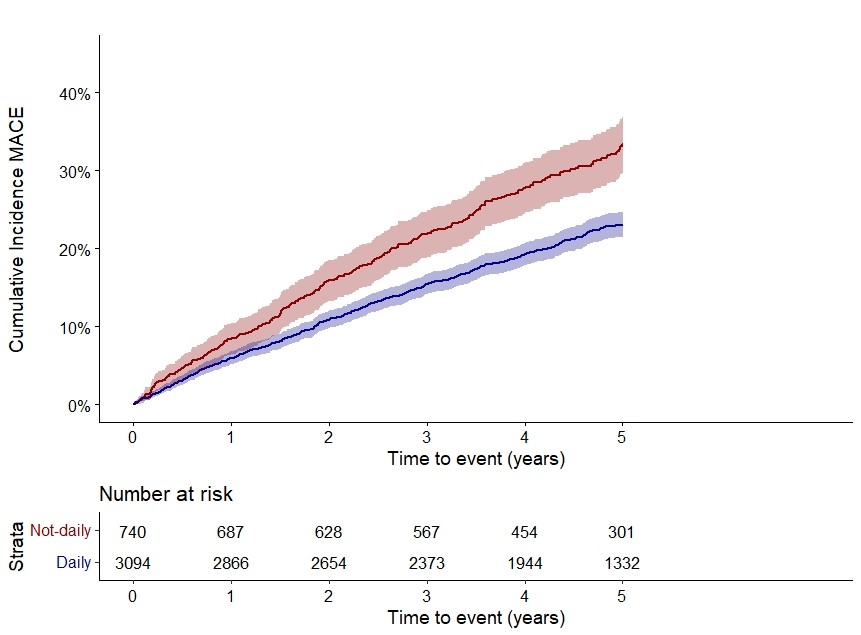 Cumulative Incidence MACE
40%
30%
20%
10%
0%
0 1 2 3 4 5
Time to event (years)
Number at risk
Strata
Not-daily 740 687 628 567 454 301
Daily 3094 2866 2654 2373 1944 1332
0 1 2 3 4 5
Time to event (years)